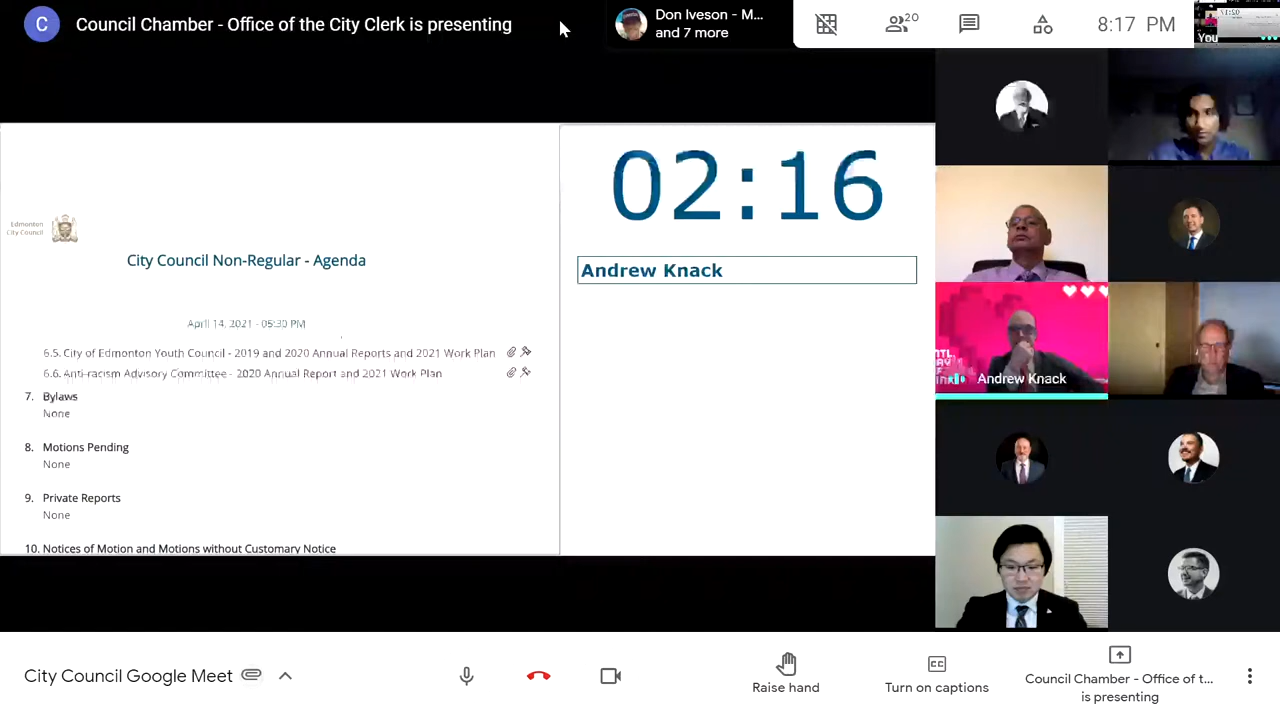 C
Council Chamber - Office of the City Clerk is presenting
Don Iveson - M...
and 7 more
20
8:17 PM
You
Edmonton
City Council
City Council Non-Regular - Agenda
April 14, 2021 - 05:30 PM
6.5. City of Edmonton Youth Council - 2019 and 2020 Annual Reports and 2021 Work Plan
6.6. Anti-racism Advisory Committee - 2020 Annual Report and 2021 Work Plan
7. Bylaws
None
8. Motions Pending
None
9. Private Reports
None
10. Notices of Motion and Motions without Customary Notice
02:16
Andrew Knack
Andrew Knack
City Council Google Meet
Raise hand
CC
Turn on captions
Council Chamber - Office of t...
is presenting